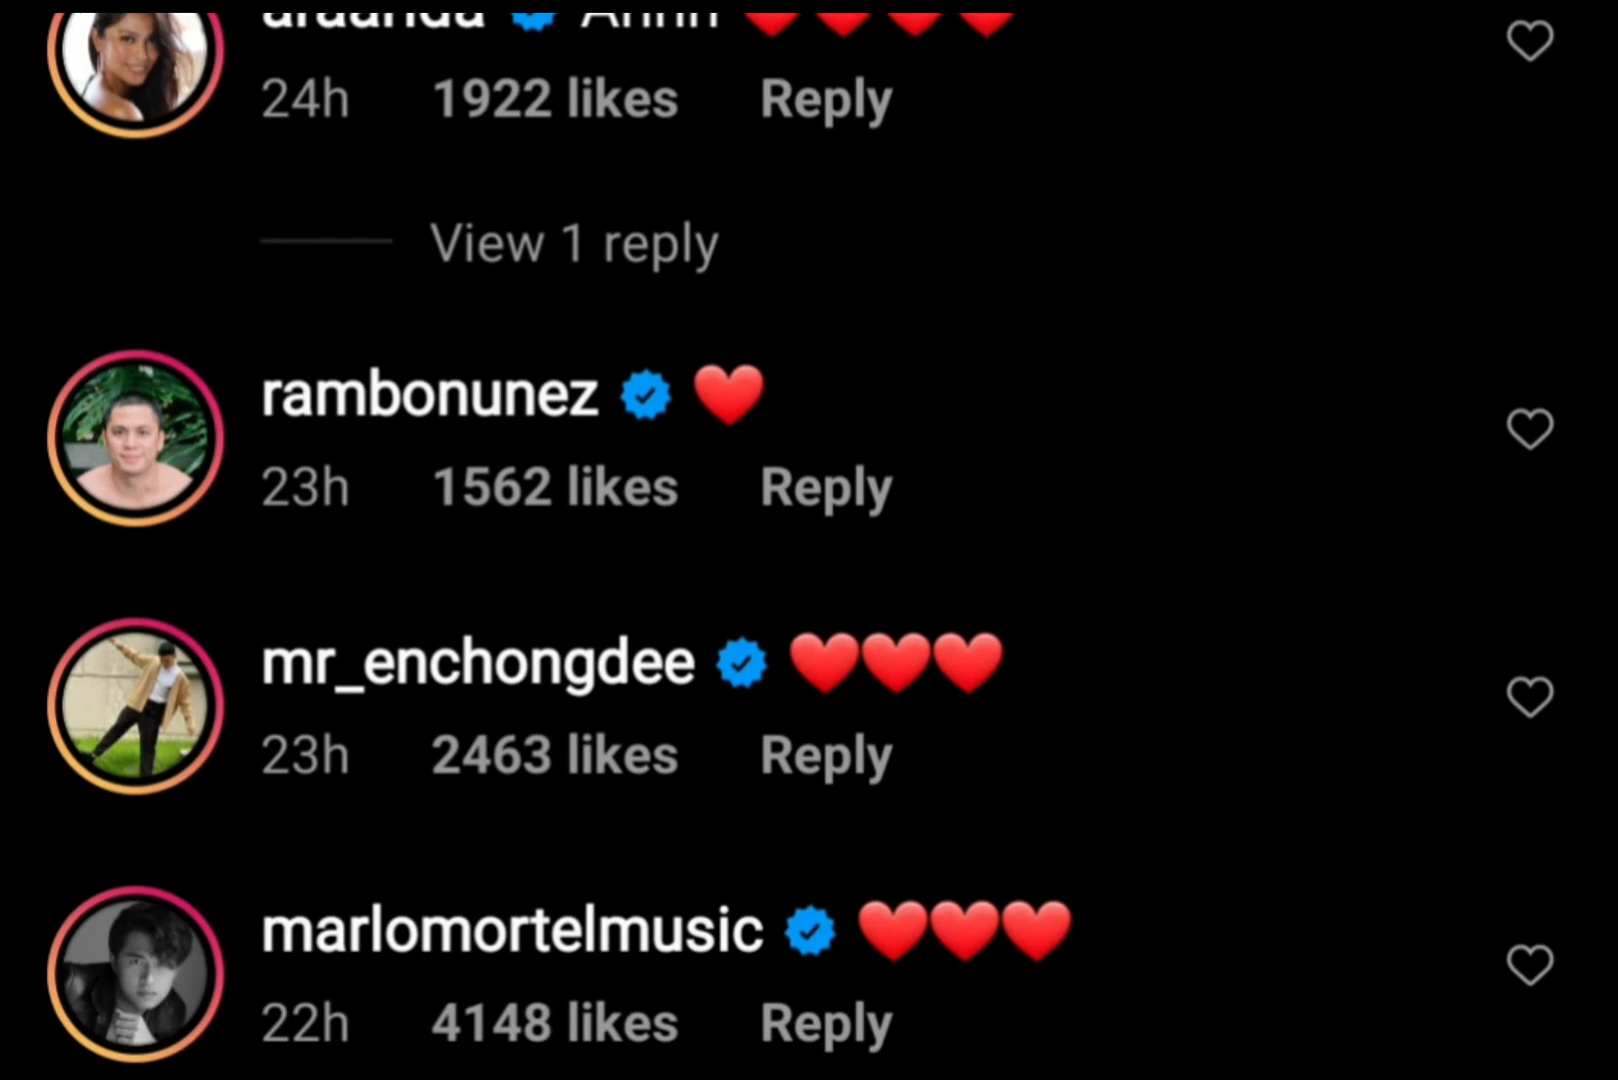 24h 1922 likes Reply
View 1 reply
rambonunez ❤️
23h 1562 likes Reply
mr_enchongdee ❤️❤️❤️
23h 2463 likes Reply
marlomortelmusic ❤️❤️❤️
22h 4148 likes Reply